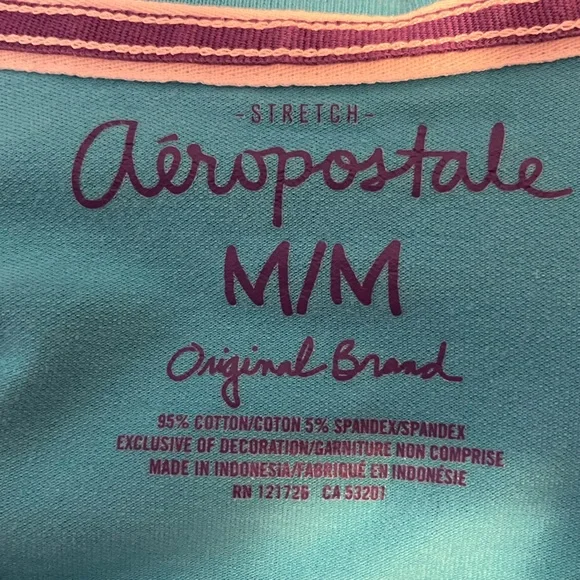 -STRETCH-
aéropostale
M/M
Original Brand
95% COTTON/COTON 5% SPANDEX/SPANDEX
EXCLUSIVE OF DECORATION/GARNITURE NON COMPRISE
MADE IN INDONESIA/FABRIQUÉ EN INDONÉSIE
RN 121726 CA 53201